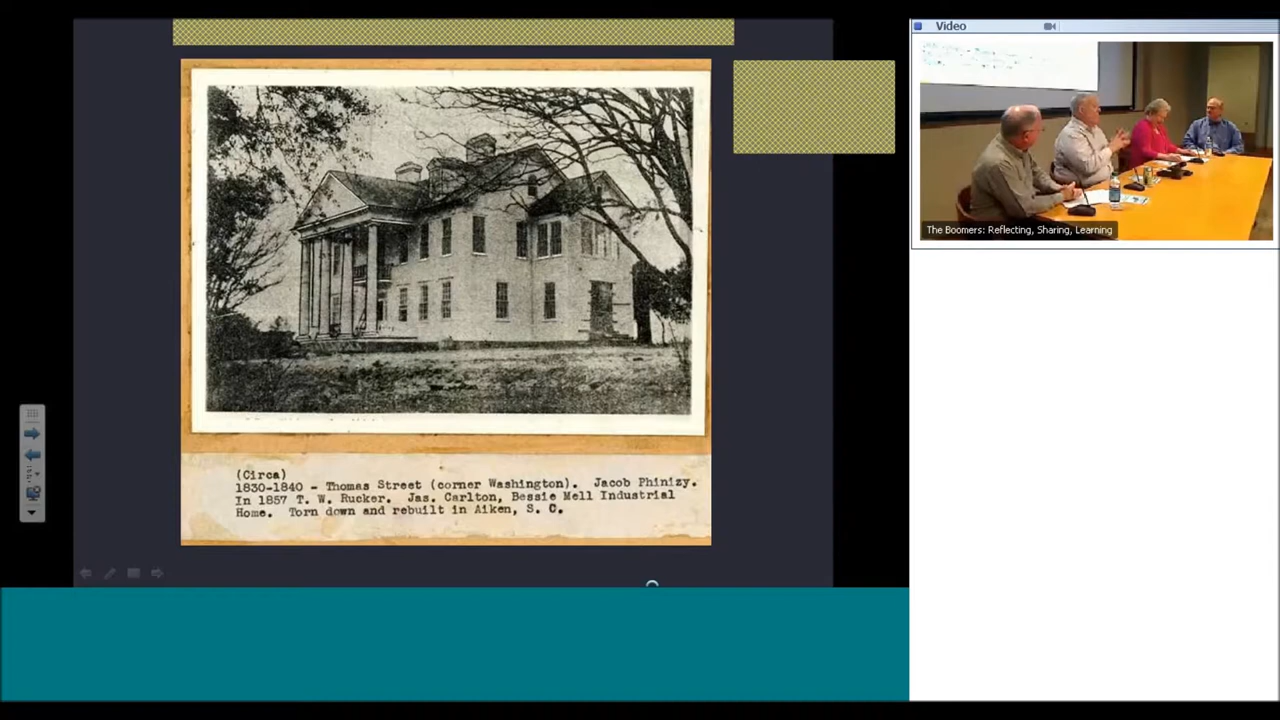 Video
The Boomers: Reflecting, Sharing, Learning
(Circa)
1830-1840 - Thomas Street (corner Washington). Jacob Phinizy.
In 1857 T. W. Rucker. Jas. Carlton, Bessie Mell Industrial
Home. Torn down and rebuilt in Aiken, S. C.